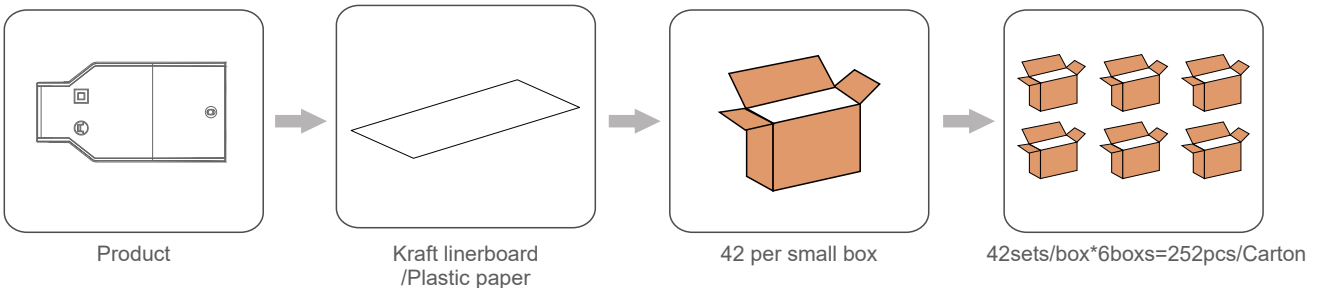 Product
Kraft linerboard
/Plastic paper
42 per small box
42sets/box*6boxs=252pcs/Carton